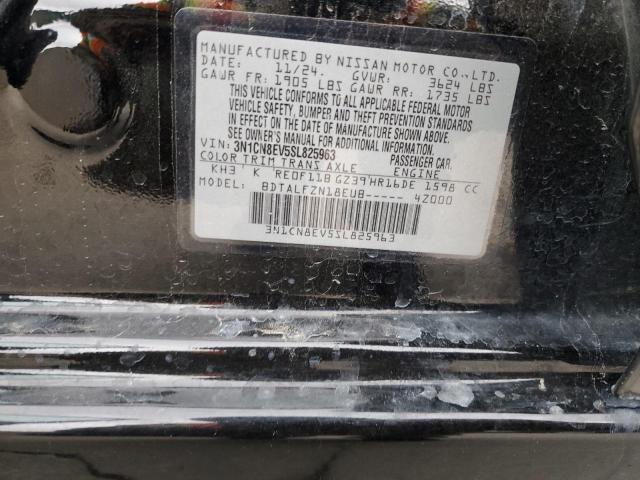 MANUFACTURED BY NISSAN MOTOR CO., LTD.
DATE: 11/24. GVWR: 3624 LBS
GAWR FR: 1905 LBS GAWR RR: 1735 LBS
THIS VEHICLE CONFORMS TO ALL APPLICABLE FEDERAL MOTOR
VEHICLE SAFETY, BUMPER AND THEFT PREVENTION STANDARDS
IN EFFECT ON THE DATE OF MANUFACTURE SHOWN ABOVE.
SEE OWNER'S MANUAL FOR ADDITIONAL INFORMATION.
VIN: 3N1CN8EV5SL825963 PASSENGER CAR.
COLOR TRIM TRANS AXLE ENGINE
KH3 K RE0F11B GZ39 HR16DE 1598 CC
MODEL: BDTALFZN18EUB----- 4Z000
3N1CN8EV5SL825963